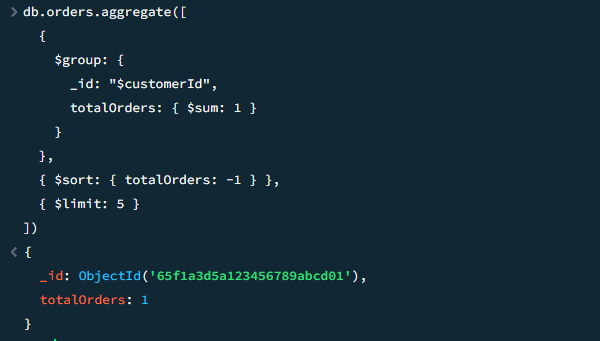 > db.orders.aggregate([
{
$group: {
_id: "$customerId",
totalOrders: { $sum: 1 }
}
},
{ $sort: { totalOrders: -1 } },
{ $limit: 5 }
])
< {
_id: ObjectId('65f1a3d5a123456789abcd01'),
totalOrders: 1
}